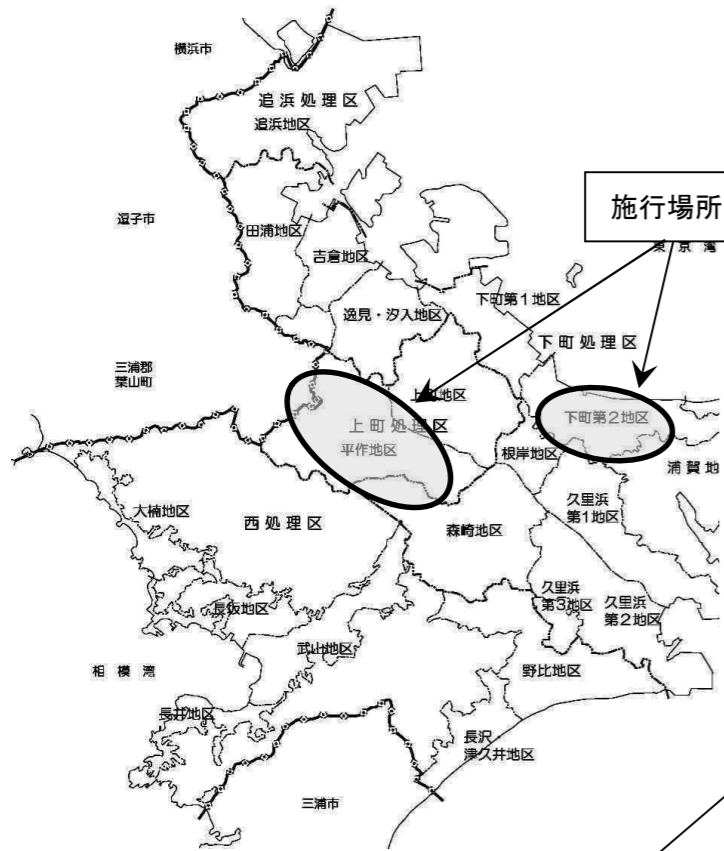 横浜市
追浜処理区
追浜地区
施行場所
逗子市
田浦地区
吉倉地区
東京湾
下町第1地区
逸見・汐入地区
下町処理区
三浦郡
葉山町
上町地区
下町第2地区
上町処理区
平作地区
根岸地区
浦賀地
大楠地区
西処理区
森崎地区
久里浜
第1地区
久里浜
第3地区
久里浜
第2地区
長坂地区
武山地区
野比地区
相模湾
長井地区
長沢
津久井地区
三浦市